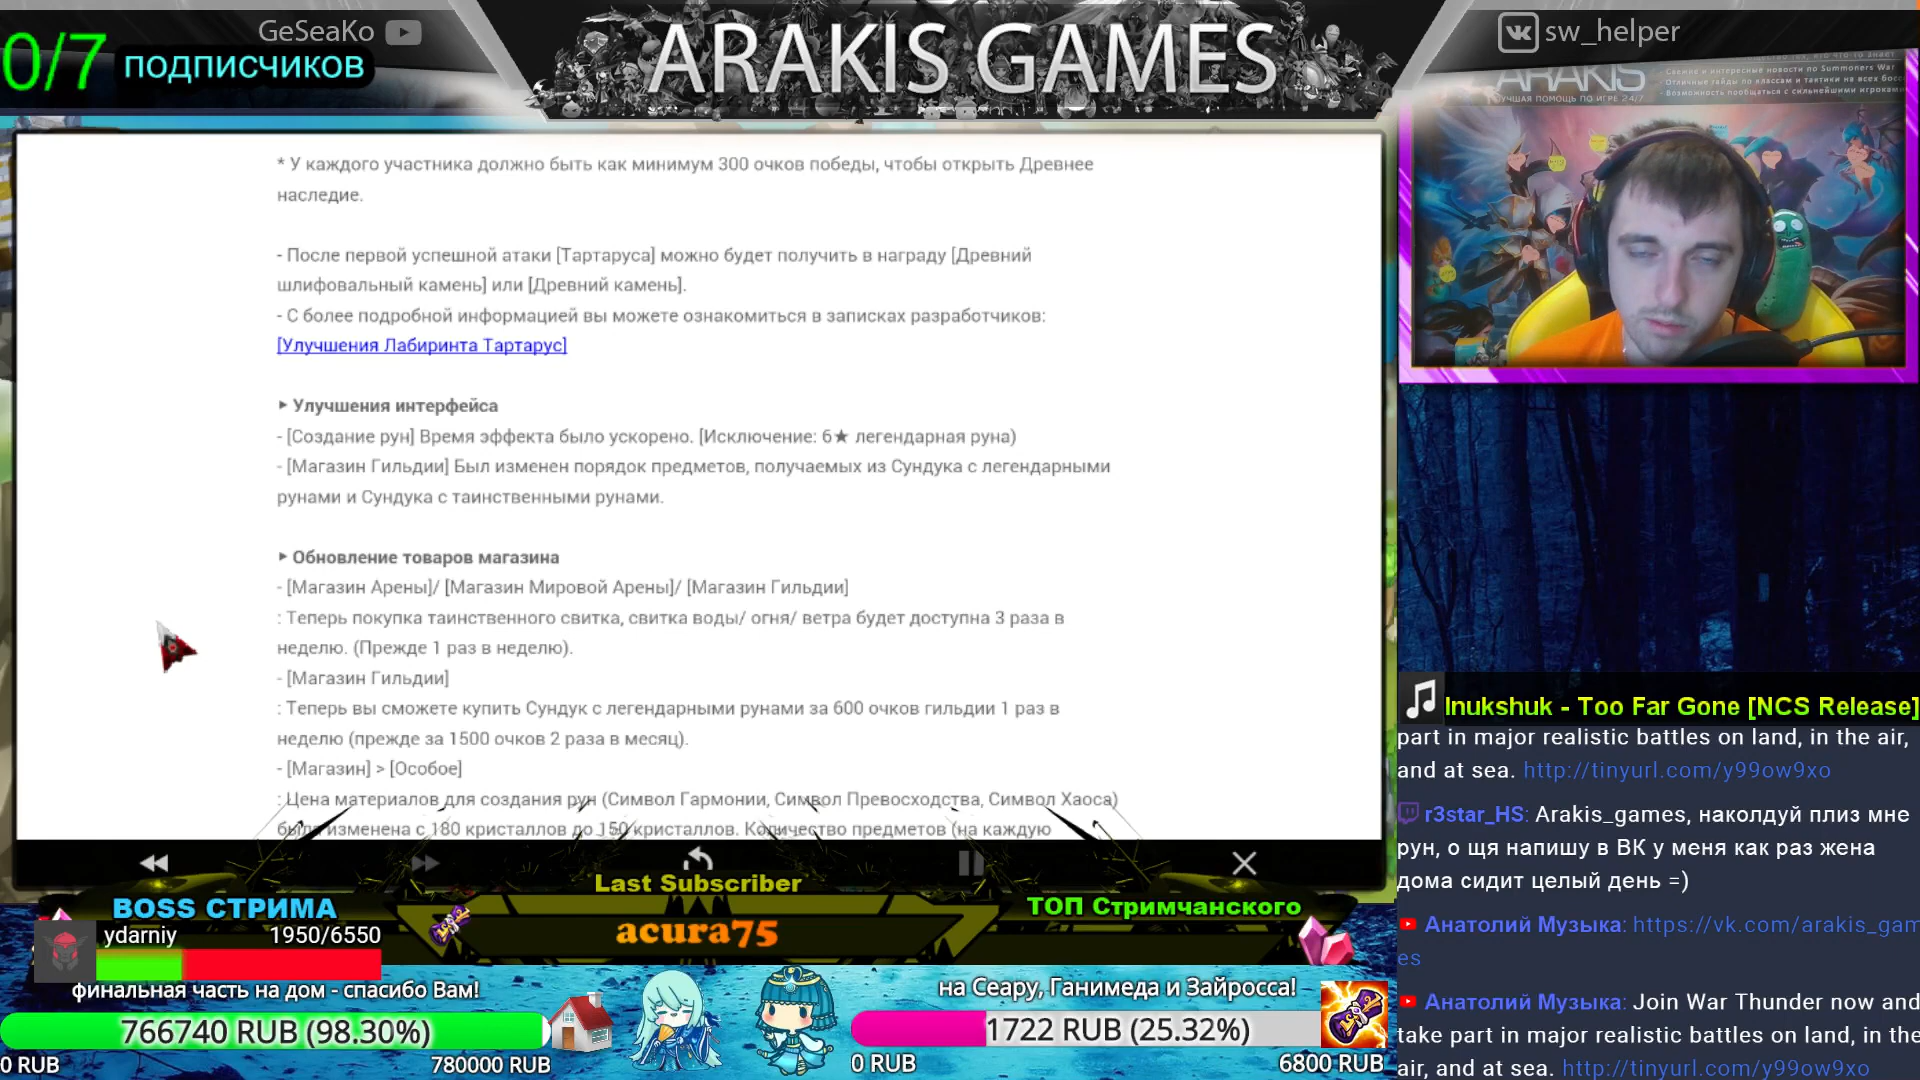 GeSeaKo
0/7 подписчиков
ARAKIS GAMES
sw_helper
ARAKIS
- Свежие и интересные новости по Summoners War
* У каждого участника должно быть как минимум 300 очков победы, чтобы открыть Древнее
наследие.
- После первой успешной атаки [Тартаруса] можно будет получить в награду [Древний
шлифовальный камень] или [Древний камень].
- С более подробной информацией вы можете ознакомиться в записках разработчиков:
[Улучшения Лабиринта Тартарус]
‣ Улучшения интерфейса
- [Создание рун] Время эффекта было ускорено. [Исключение: 6★ легендарная руна)
- [Магазин Гильдии] Был изменен порядок предметов, получаемых из Сундука с легендарными
рунами и Сундука с таинственными рунами.
‣ Обновление товаров магазина
- [Магазин Арены]/ [Магазин Мировой Арены]/ [Магазин Гильдии]
: Теперь покупка таинственного свитка, свитка воды/ огня/ ветра будет доступна 3 раза в
неделю. (Прежде 1 раз в неделю).
- [Магазин Гильдии]
: Теперь вы сможете купить Сундук с легендарными рунами за 600 очков гильдии 1 раз в
неделю (прежде за 1500 очков 2 раза в месяц).
- [Магазин] > [Особое]
: Цена материалов для создания рун (Символ Гармонии, Символ Превосходства, Символ Хаоса)
была изменена с 180 кристаллов до 150 кристаллов. Количество предметов (на каждую
Inukshuk - Too Far Gone [NCS Release]
part in major realistic battles on land, in the air,
and at sea. http://tinyurl.com/y99ow9xo
r3star_HS: Arakis_games, наколдуй плиз мне
рун, о щя напишу в ВК у меня как раз жена
дома сидит целый день =)
Анатолий Музыка: https://vk.com/arakis_gam
es
Анатолий Музыка: Join War Thunder now and
take part in major realistic battles on land, in the
air, and at sea. http://tinyurl.com/y99ow9xo
Last Subscriber
acura75
BOSS СТРИМА
ydarniy 1950/6550
финальная часть на дом - спасибо Вам!
766740 RUB (98.30%)
0 RUB 780000 RUB
ТОП Стримчанского
на Сеару, Ганимеда и Зайросса!
1722 RUB (25.32%)
0 RUB 6800 RUB